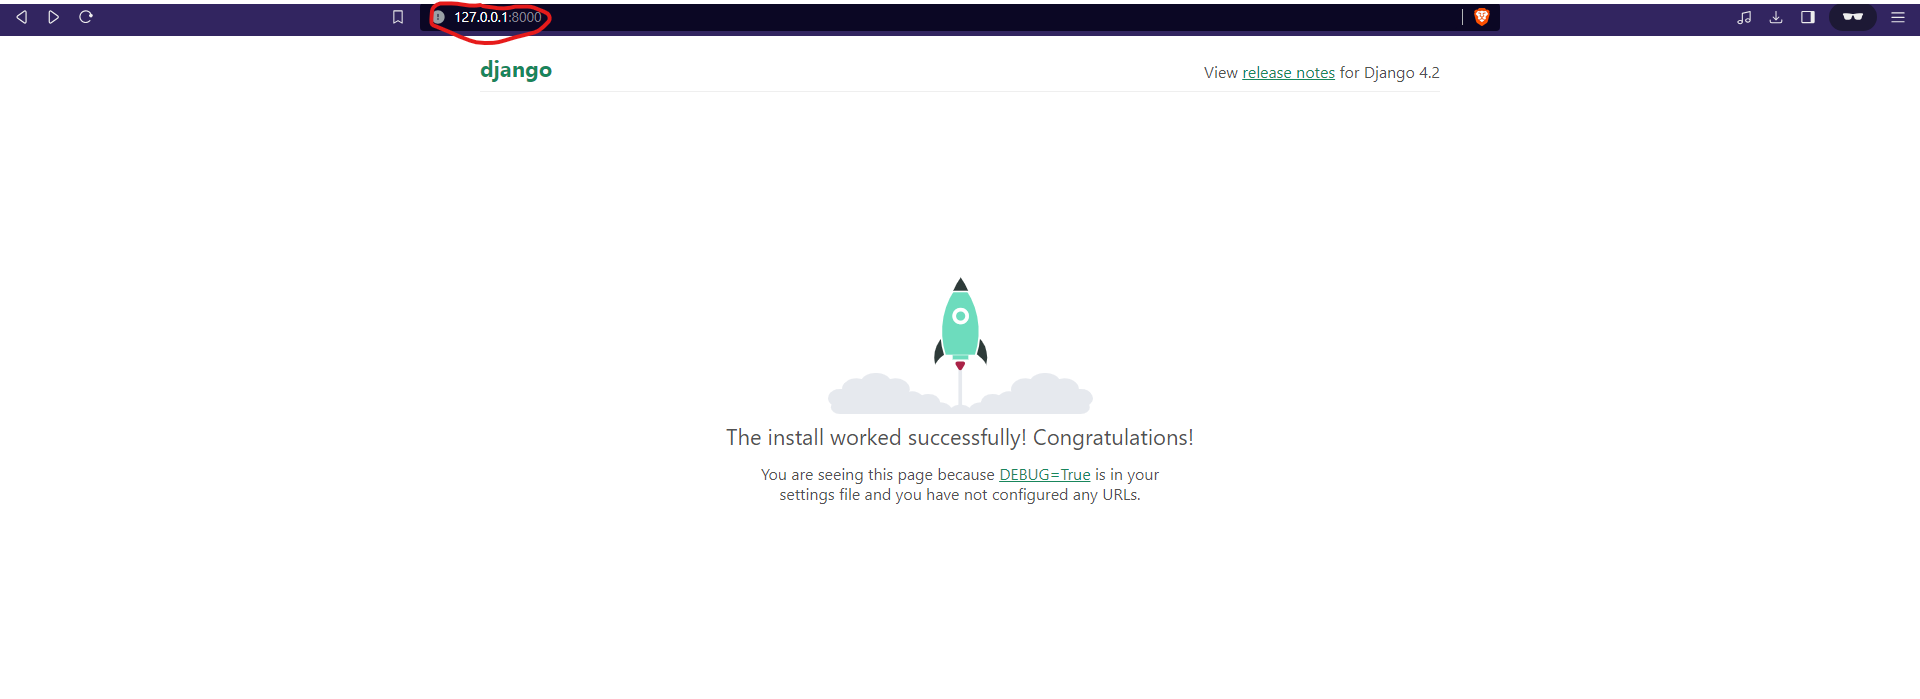 127.0.0.1:8000
django
View release notes for Django 4.2
The install worked successfully! Congratulations!
You are seeing this page because DEBUG=True is in your
settings file and you have not configured any URLs.